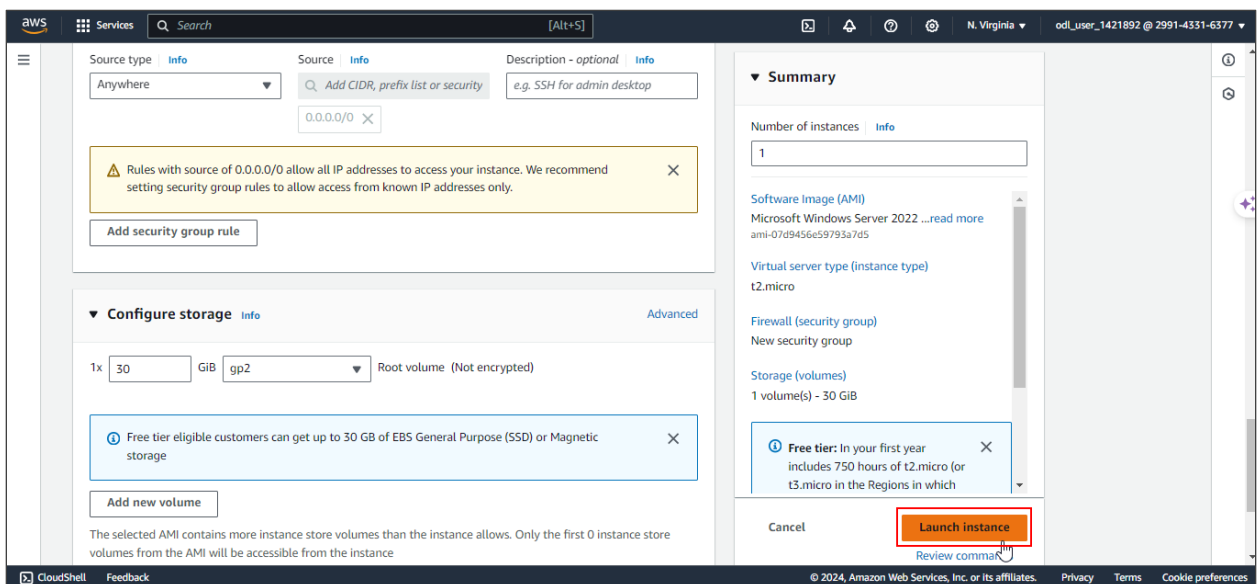 aws
Services
Search
[Alt+S]
N. Virginia
odl_user_1421892 @ 2991-4331-6377
Source type
Info
Source
Info
Description - optional
Info
Anywhere
Add CIDR, prefix list or security
e.g. SSH for admin desktop
0.0.0.0/0
Rules with source of 0.0.0.0/0 allow all IP addresses to access your instance. We recommend
setting security group rules to allow access from known IP addresses only.
Add security group rule
Configure storage
Info
Advanced
1x
30
GiB
gp2
Root volume (Not encrypted)
Free tier eligible customers can get up to 30 GB of EBS General Purpose (SSD) or Magnetic
storage
Add new volume
The selected AMI contains more instance store volumes than the instance allows. Only the first 0 instance store
volumes from the AMI will be accessible from the instance
Summary
Number of instances
Info
1
Software Image (AMI)
Microsoft Windows Server 2022 ...read more
ami-07d9456e59793a7d5
Virtual server type (instance type)
t2.micro
Firewall (security group)
New security group
Storage (volumes)
1 volume(s) - 30 GiB
Free tier: In your first year
includes 750 hours of t2.micro (or
t3.micro in the Regions in which
Cancel
Launch instance
Review
CloudShell
Feedback
© 2024, Amazon Web Services, Inc. or its affiliates.
Privacy
Terms
Cookie preferences